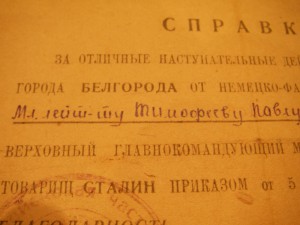 СПРАВК
ЗА ОТЛИЧНЫЕ НАСТУПАТЕЛЬНЫЕ ДЕЙ
ГОРОДА БЕЛГОРОДА ОТ НЕМЕЦКО-ФА
Мл. лейт-ту Тимофееву Павлу
ВЕРХОВНЫЙ ГЛАВНОКОМАНДУЮЩИЙ М
ТОВАРИЩ СТАЛИН ПРИКАЗОМ от 5
БЛАГОДАРНОСТЬ